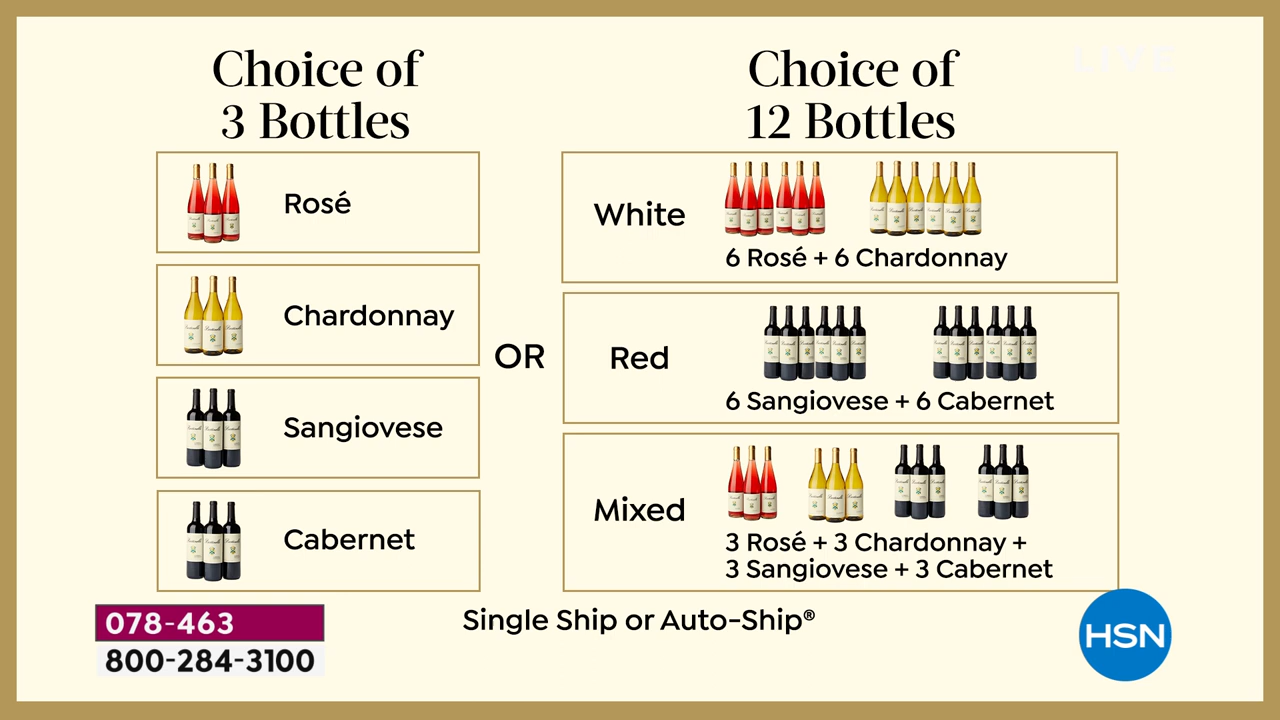 Choice of
3 Bottles
Rosé
Chardonnay
Sangiovese
Cabernet
OR
Choice of
12 Bottles
White
6 Rosé + 6 Chardonnay
Red
6 Sangiovese + 6 Cabernet
Mixed
3 Rosé + 3 Chardonnay +
3 Sangiovese + 3 Cabernet
LIVE
Single Ship or Auto-Ship®
078-463
800-284-3100
HSN